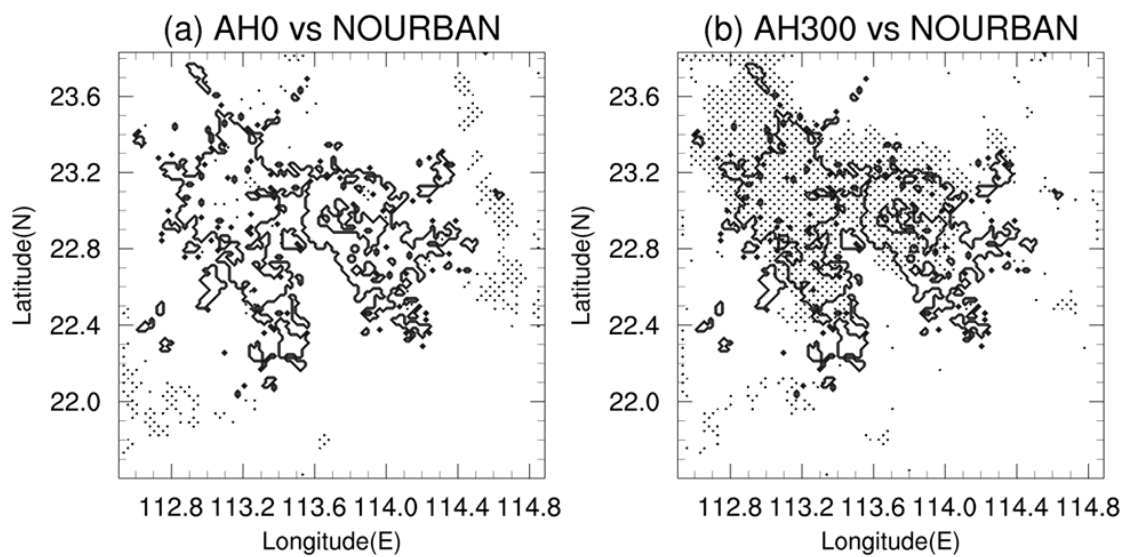 (a) AH0 vs NOURBAN
(b) AH300 vs NOURBAN
Latitude(N)
23.6
23.2
22.8
22.4
22.0
112.8 113.2 113.6 114.0 114.4 114.8
Longitude(E)
Latitude(N)
23.6
23.2
22.8
22.4
22.0
112.8 113.2 113.6 114.0 114.4 114.8
Longitude(E)